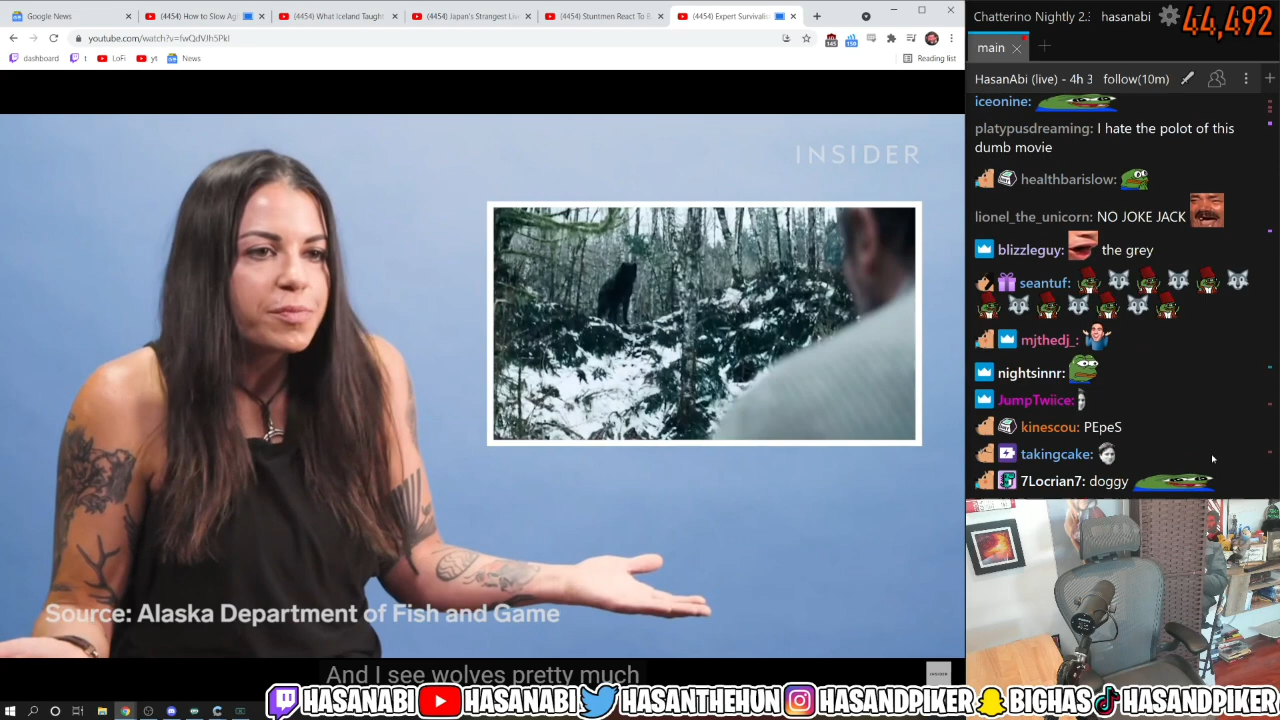 Google News
(4454) How to Slow Ag
(4454) What Iceland Taught
(4454) Japan's Strangest Live
(4454) Stuntmen React To B
(4454) Expert Survivalis
youtube.com/watch?v=fwQdVJh5PkI
dashboard
t
LoFi
yt
News
Reading list
INSIDER
Source: Alaska Department of Fish and Game
And I see wolves pretty much
INSIDER
Chatterino Nightly 2.
hasanabi
44,492
main
HasanAbi (live) - 4h 3
follow(10m)
iceonine:
platypusdreaming: I hate the polot of this
dumb movie
healthbarislow:
lionel_the_unicorn: NO JOKE JACK
blizzleguy: the grey
seantuf:
mjthedj_:
nightsinnr:
JumpTwiice:
kinescou: PEpeS
takingcake:
7Locrian7: doggy
HASANABI
HASANABI
HASANTHEHUN
HASANDPIKER
BIGHAS
HASANDPIKER